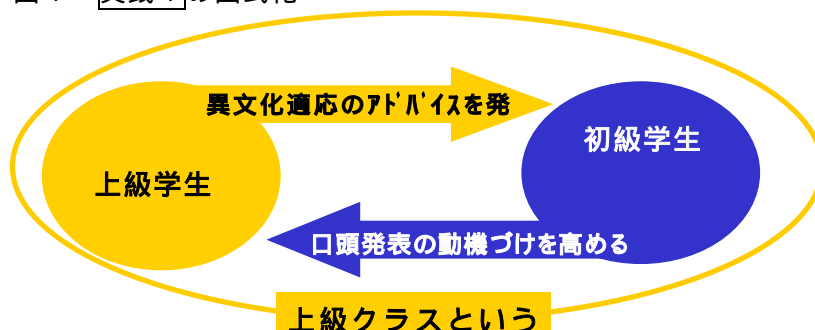 異文化適応のｱﾄﾞﾊﾞｲｽを発
初級学生
上級学生
口頭発表の動機づけを高める
上級クラスという